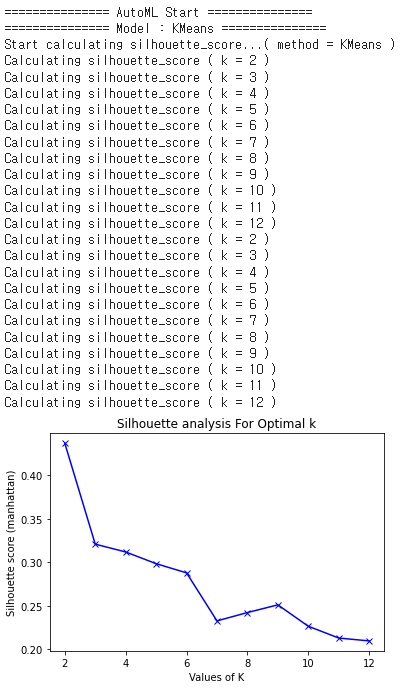 =============== AutoML Start ===============
=============== Model : KMeans ===============
Start calculating silhouette_score...( method = KMeans )
Calculating silhouette_score ( k = 2 )
Calculating silhouette_score ( k = 3 )
Calculating silhouette_score ( k = 4 )
Calculating silhouette_score ( k = 5 )
Calculating silhouette_score ( k = 6 )
Calculating silhouette_score ( k = 7 )
Calculating silhouette_score ( k = 8 )
Calculating silhouette_score ( k = 9 )
Calculating silhouette_score ( k = 10 )
Calculating silhouette_score ( k = 11 )
Calculating silhouette_score ( k = 12 )
Calculating silhouette_score ( k = 2 )
Calculating silhouette_score ( k = 3 )
Calculating silhouette_score ( k = 4 )
Calculating silhouette_score ( k = 5 )
Calculating silhouette_score ( k = 6 )
Calculating silhouette_score ( k = 7 )
Calculating silhouette_score ( k = 8 )
Calculating silhouette_score ( k = 9 )
Calculating silhouette_score ( k = 10 )
Calculating silhouette_score ( k = 11 )
Calculating silhouette_score ( k = 12 )
Silhouette analysis For Optimal k
Silhouette score (manhattan)
0.40
0.35
0.30
0.25
0.20
2 4 6 8 10 12
Values of K